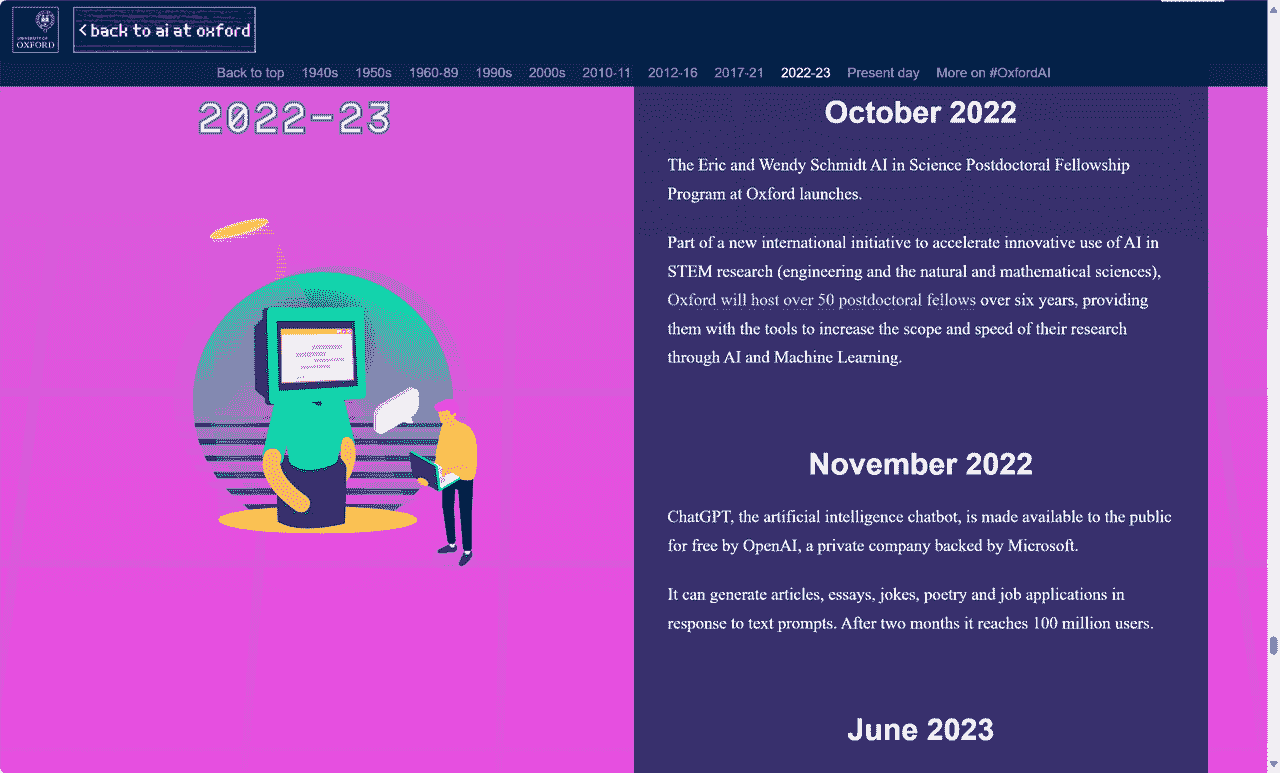 UNIVERSITY OF
OXFORD
back to ai at oxford
Back to top 1940s 1950s 1960-89 1990s 2000s 2010-11 2012-16 2017-21 2022-23 Present day More on #OxfordAI
2022-23
October 2022
The Eric and Wendy Schmidt AI in Science Postdoctoral Fellowship
Program at Oxford launches.
Part of a new international initiative to accelerate innovative use of AI in
STEM research (engineering and the natural and mathematical sciences),
Oxford will host over 50 postdoctoral fellows over six years, providing
them with the tools to increase the scope and speed of their research
through AI and Machine Learning.
November 2022
ChatGPT, the artificial intelligence chatbot, is made available to the public
for free by OpenAI, a private company backed by Microsoft.
It can generate articles, essays, jokes, poetry and job applications in
response to text prompts. After two months it reaches 100 million users.
June 2023